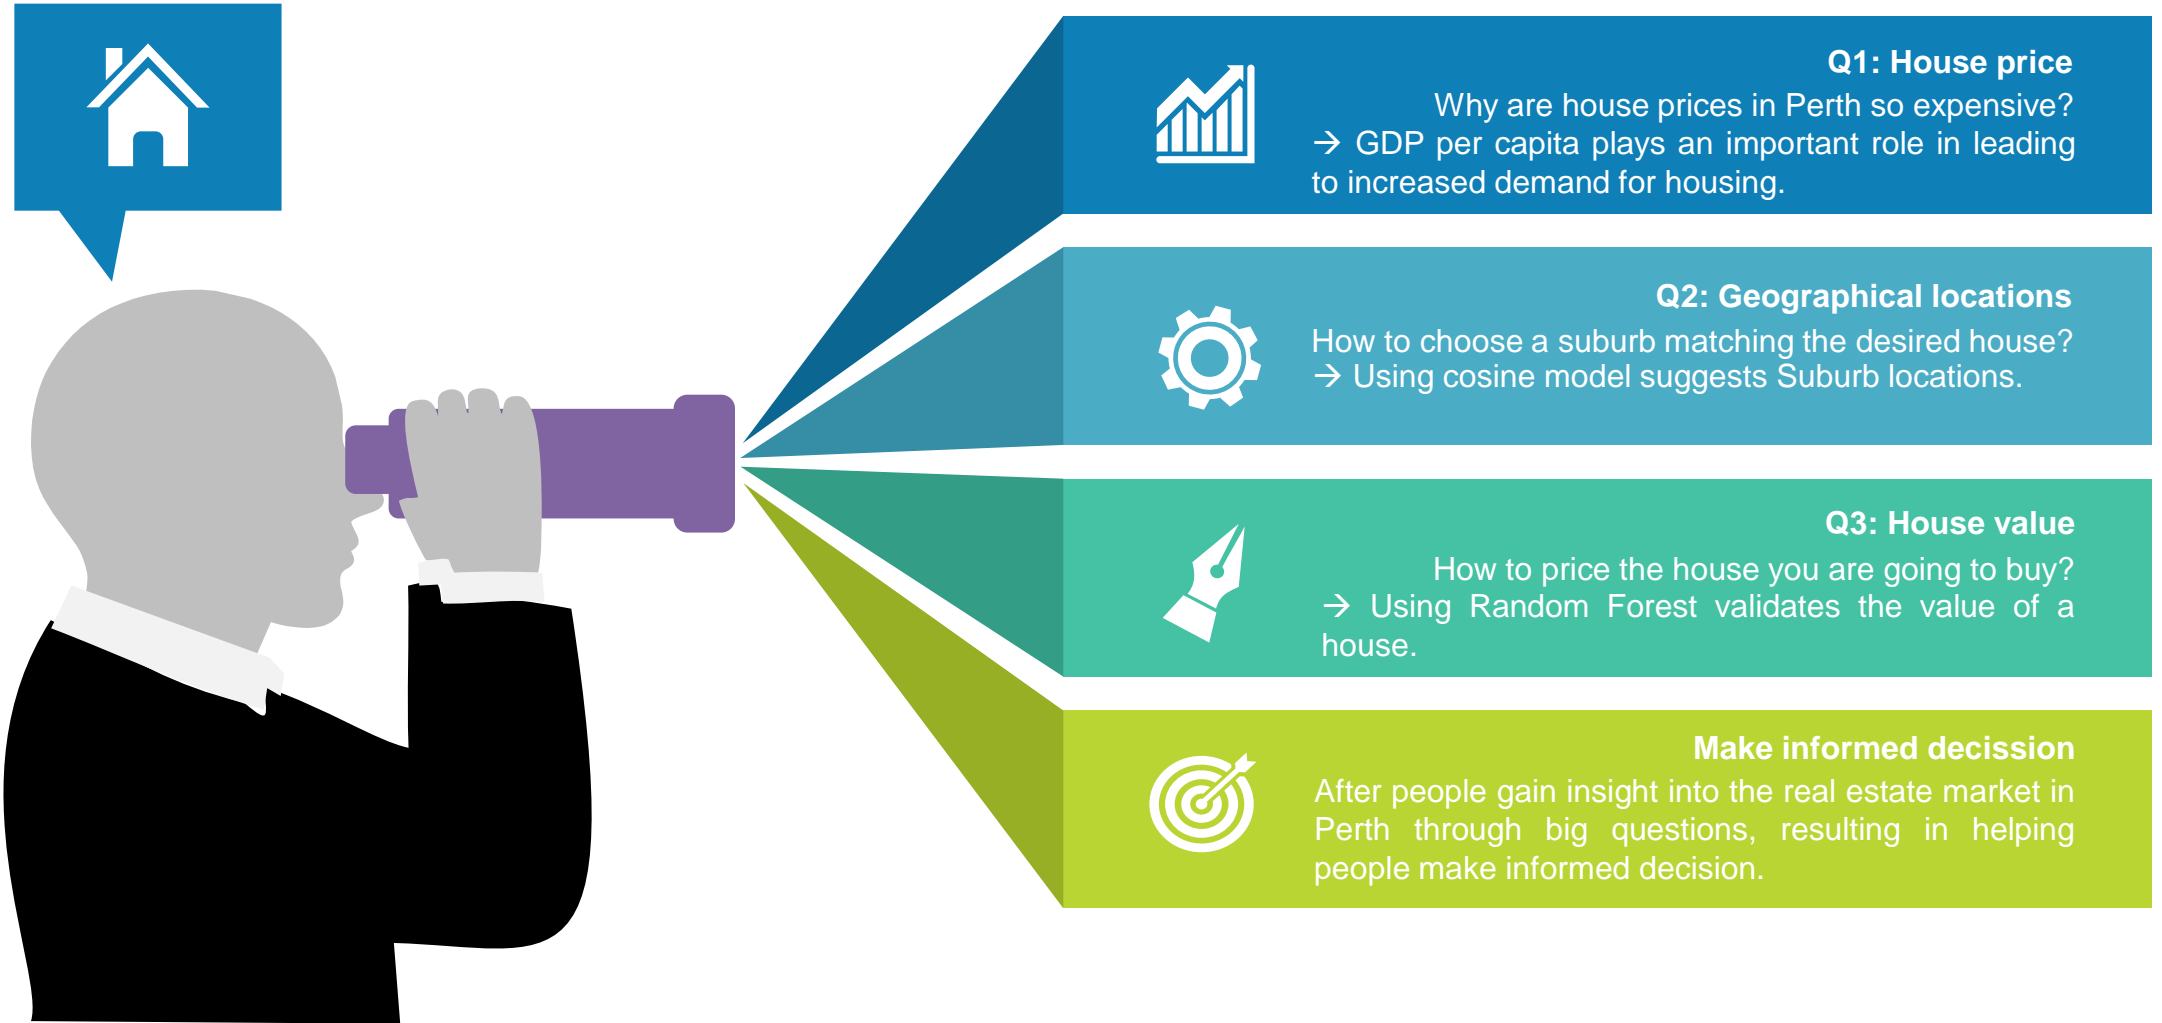 Q1: House price
Why are house prices in Perth so expensive?
→ GDP per capita plays an important role in leading
to increased demand for housing.
Q2: Geographical locations
How to choose a suburb matching the desired house?
→ Using cosine model suggests Suburb locations.
Q3: House value
How to price the house you are going to buy?
→ Using Random Forest validates the value of a
house.
Make informed decission
After people gain insight into the real estate market in
Perth through big questions, resulting in helping
people make informed decision.